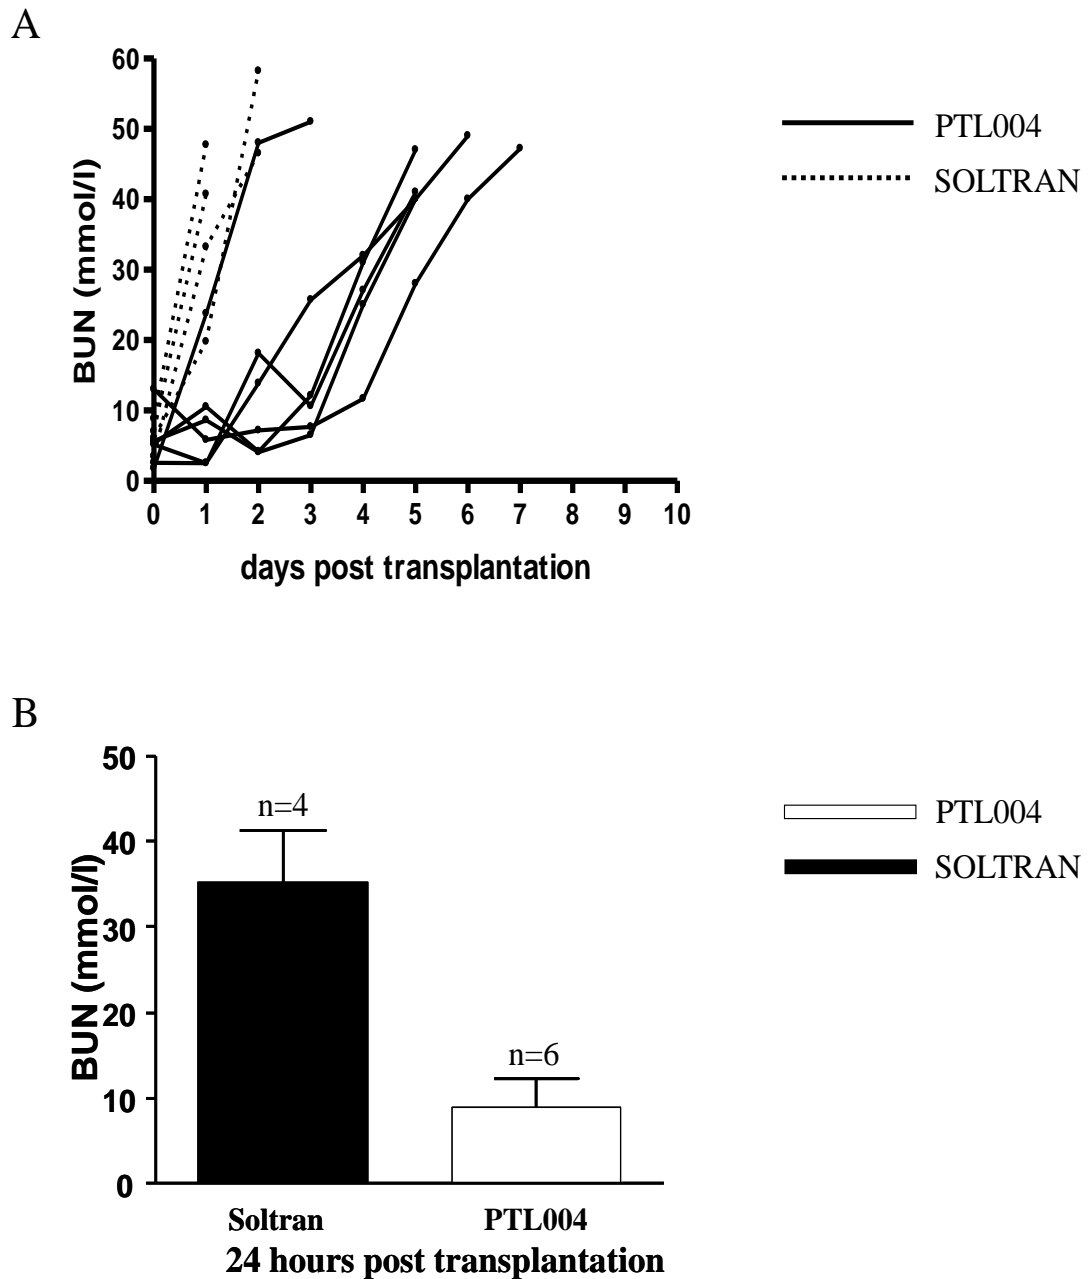 A
60
50
40
30
20
10
0
BUN (mmol/l)
0 1 2 3 4 5 6 7 8 9 10
days post transplantation
PTL004
SOLTRAN
B
50
40
30
20
10
0
BUN (mmol/l)
n=4
n=6
Soltran PTL004
24 hours post transplantation
PTL004
SOLTRAN